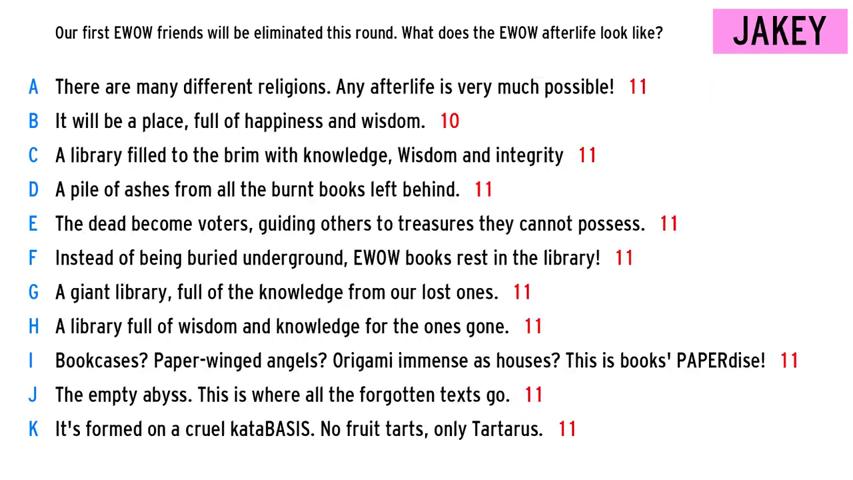 Our first EWOW friends will be eliminated this round. What does the EWOW afterlife look like?
JAKEY
A There are many different religions. Any afterlife is very much possible! 11
B It will be a place, full of happiness and wisdom. 10
C A library filled to the brim with knowledge, Wisdom and integrity 11
D A pile of ashes from all the burnt books left behind. 11
E The dead become voters, guiding others to treasures they cannot possess. 11
F Instead of being buried underground, EWOW books rest in the library! 11
G A giant library, full of the knowledge from our lost ones. 11
H A library full of wisdom and knowledge for the ones gone. 11
I Bookcases? Paper-winged angels? Origami immense as houses? This is books' PAPERdise! 11
J The empty abyss. This is where all the forgotten texts go. 11
K It's formed on a cruel kataBASIS. No fruit tarts, only Tartarus. 11